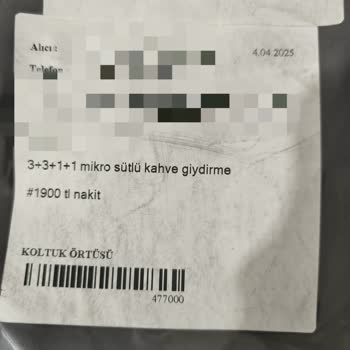 Alıcı :
4.04 2025
Telefon
3+3+1+1 mikro sütlü kahve giydirme
#1900 tl nakit
KOLTUK ÖRTÜSÜ
477000